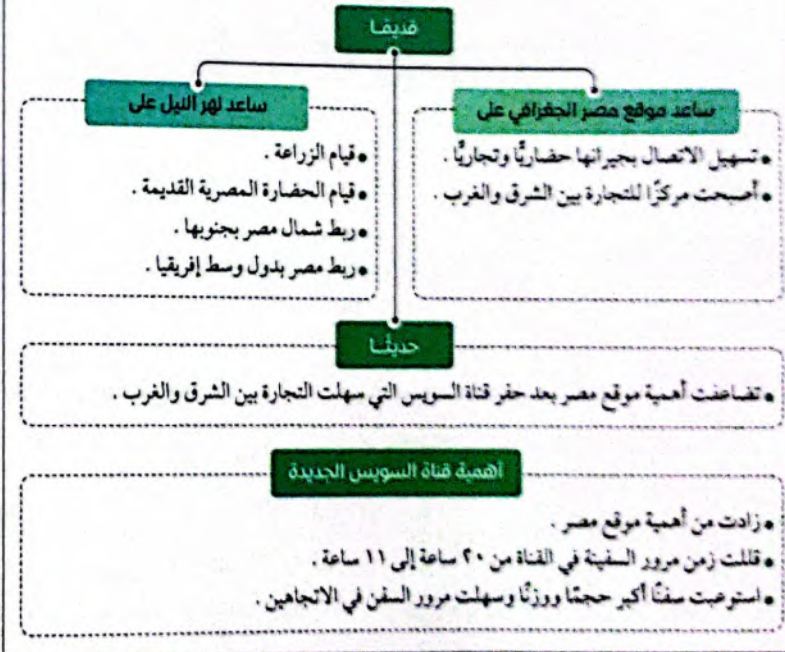 قديمًا
ساعد موقع مصر الجغرافي على
• تسهيل الاتصال بجيرانها حضاريًّا وتجاريًّا .
• أصبحت مركزًا للتجارة بين الشرق والغرب .
ساعد نهر النيل على
• قيام الزراعة .
• قيام الحضارة المصرية القديمة .
• ربط شمال مصر بجنوبها .
• ربط مصر بدول وسط إفريقيا .
حديثًا
• تضاعفت أهمية موقع مصر بعد حفر قناة السويس التي سهلت التجارة بين الشرق والغرب .
أهمية قناة السويس الجديدة
• زادت من أهمية موقع مصر .
• قللت زمن مرور السفينة في القناة من ٢٠ ساعة إلى ١١ ساعة .
• استوعبت سفنًا أكبر حجمًا ووزنًا وسهلت مرور السفن في الاتجاهين .